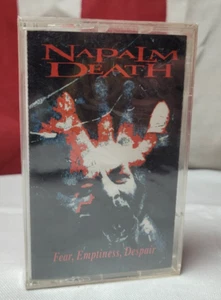 NAPALM
DEATH
Fear, Emptiness, Despair